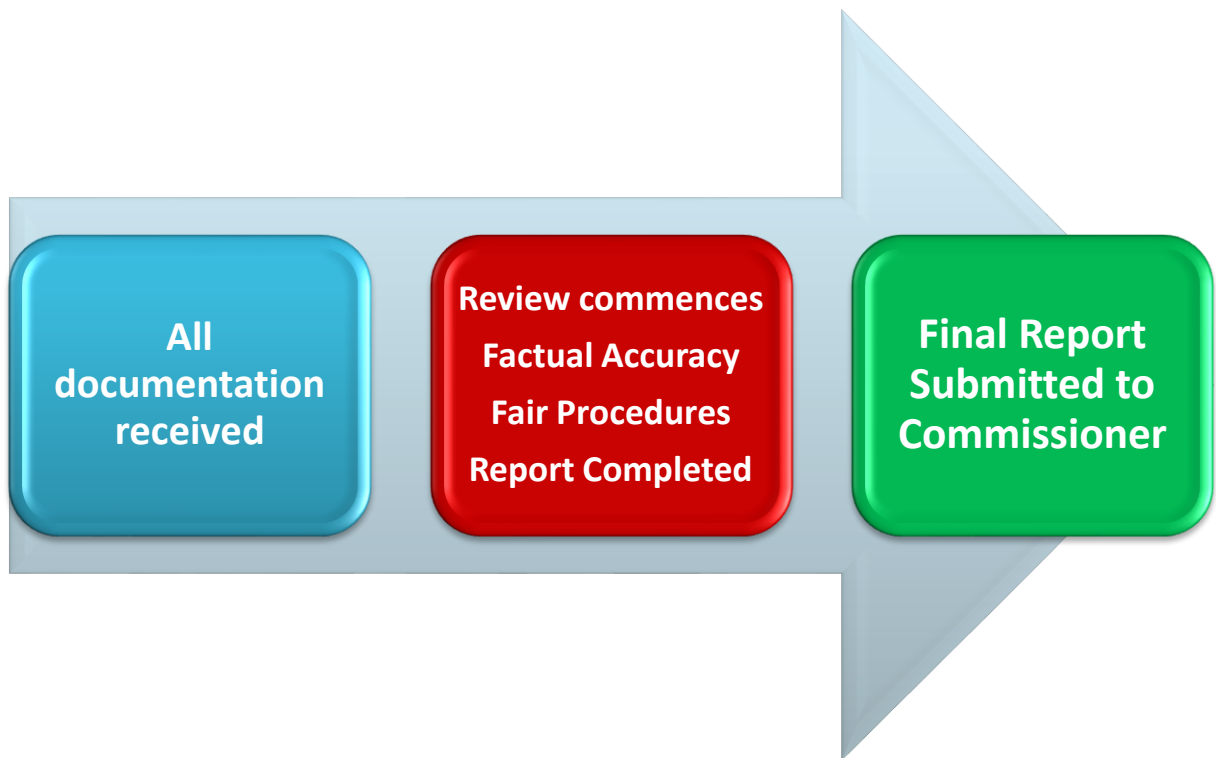 All
documentation
received
Review commences
Factual Accuracy
Fair Procedures
Report Completed
Final Report
Submitted to
Commissioner